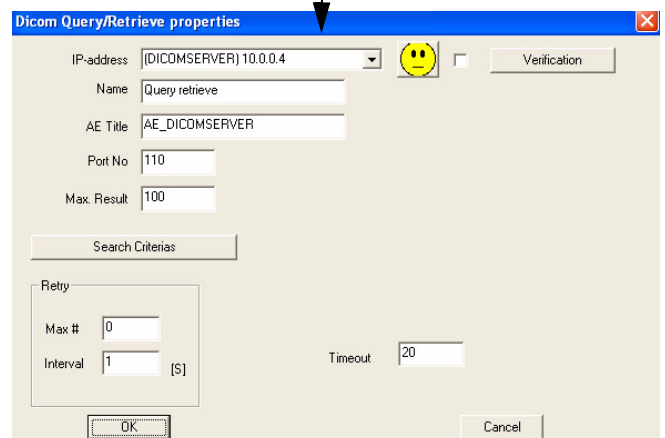 Dicom Query/Retrieve properties
IP-address (DICOMSERVER) 10.0.0.4 Verification
Name Query retrieve
AE Title AE_DICOMSERVER
Port No 110
Max. Result 100
Search Criterias
Retry
Max # 0
Interval 1 [S] Timeout 20
OK Cancel